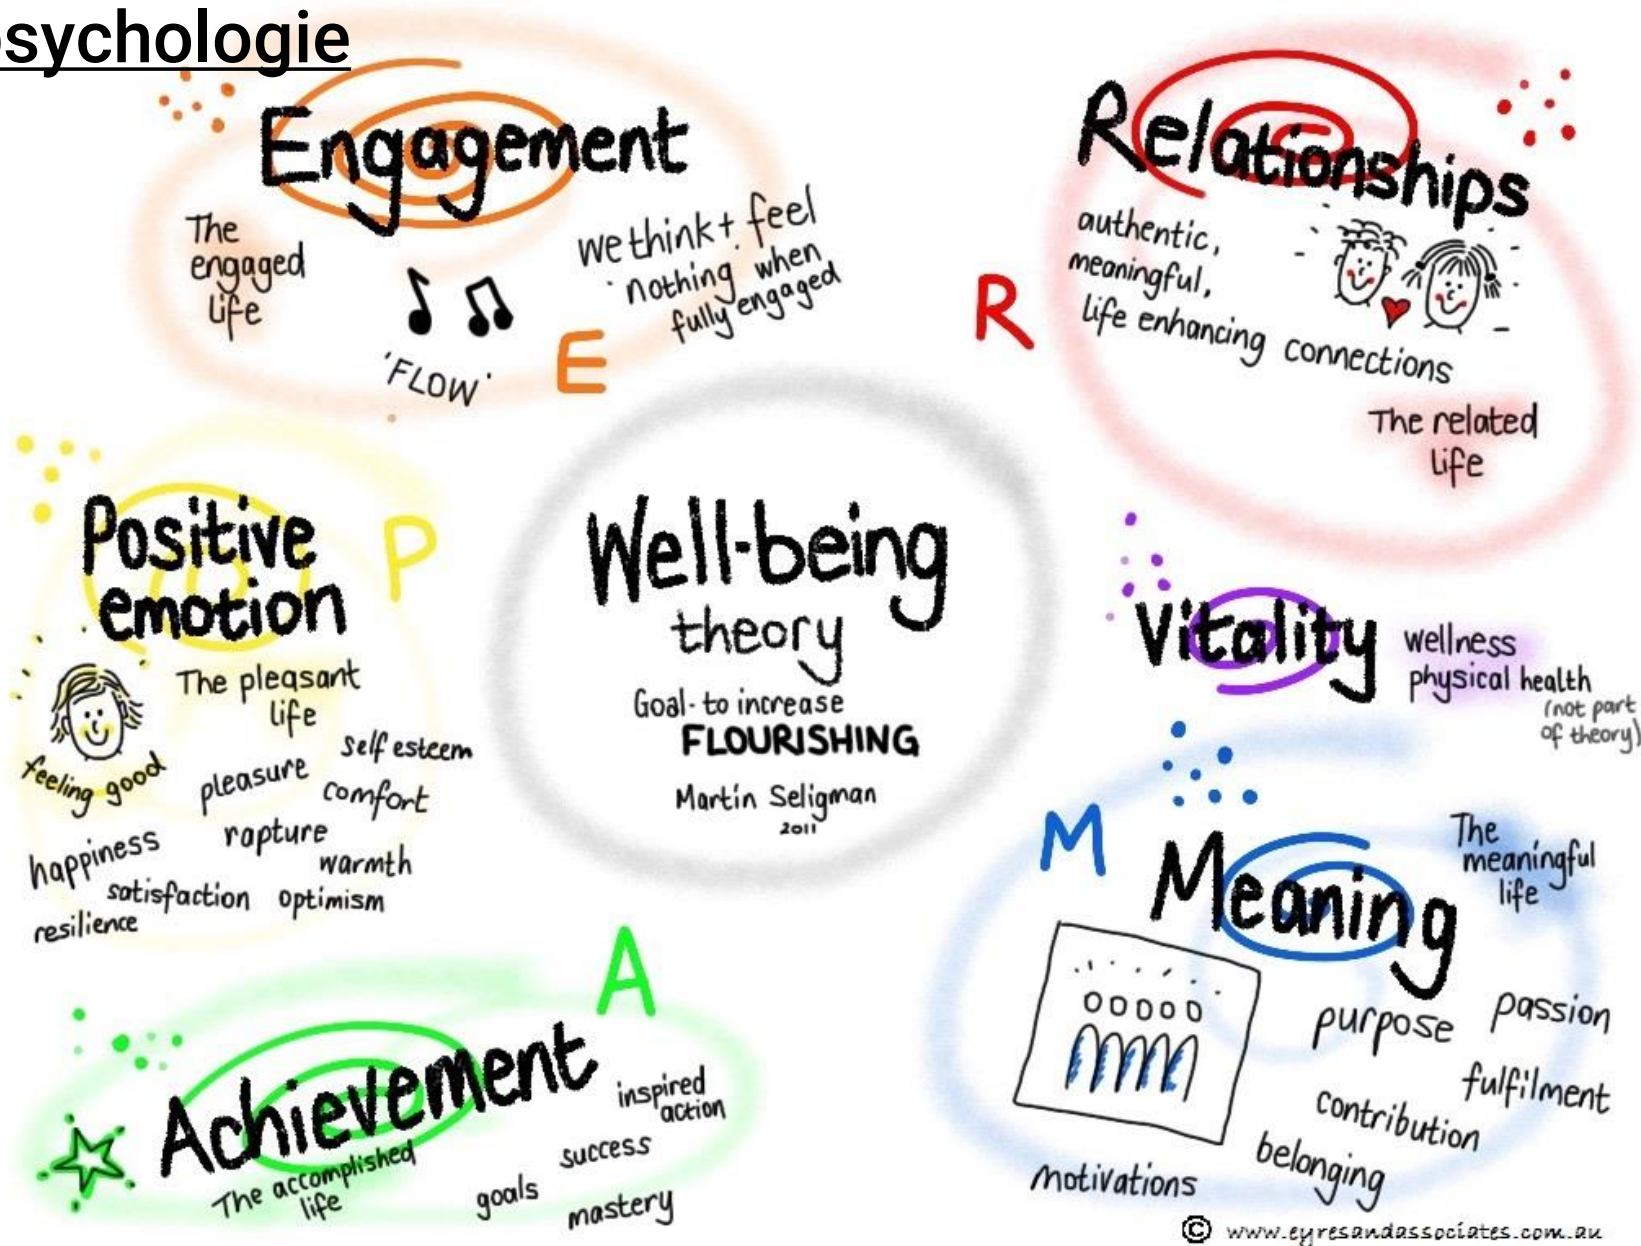 psychologie
Engagement
The
engaged
life
'FLOW'
we think + feel
nothing when
fully engaged
E
Relationships
authentic,
meaningful,
life enhancing connections
The related
life
R
Positive
emotion
P
The pleasant
life
feeling good
self esteem
pleasure
comfort
rapture
happiness
warmth
satisfaction
optimism
resilience
Well-being
theory
Goal - to increase
FLOURISHING
Martin Seligman
2011
Vitality
wellness
physical health
(not part
of theory)
M
Meaning
The
meaningful
life
purpose
passion
fulfilment
contribution
belonging
motivations
A
Achievement
The accomplished
life
inspired
action
success
goals
mastery
© www.eyresandassociates.com.au